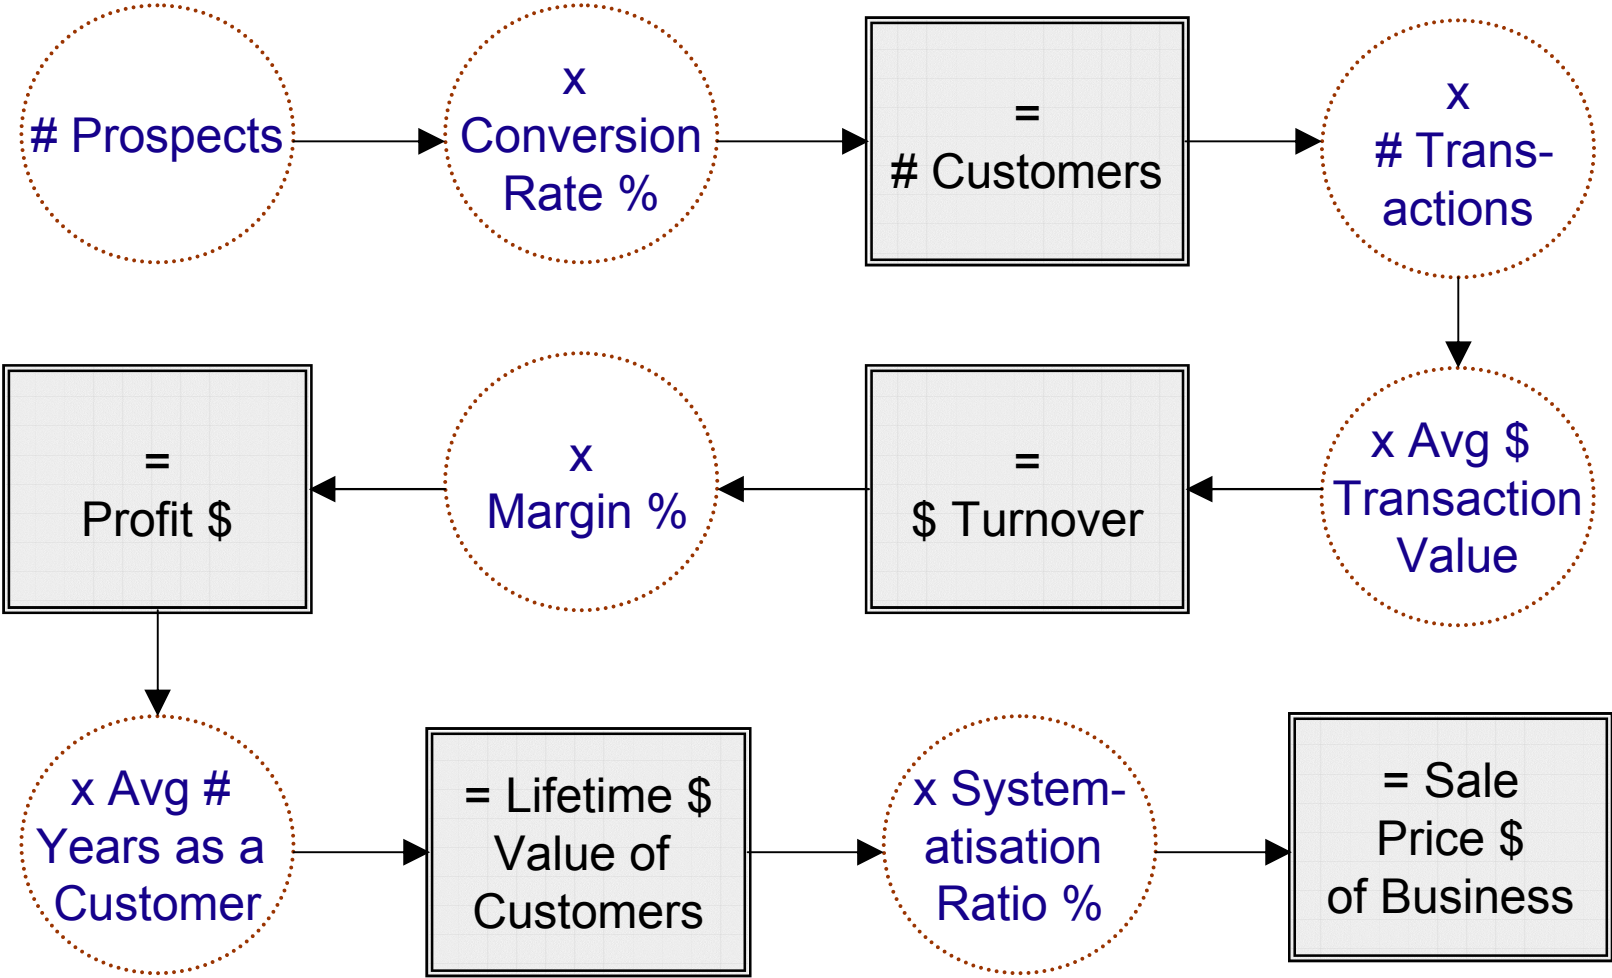 # Prospects
x
Conversion
Rate %
=
# Customers
x
# Trans-
actions
x Avg $
Transaction
Value
=
$ Turnover
x
Margin %
=
Profit $
x Avg #
Years as a
Customer
= Lifetime $
Value of
Customers
x System-
atisation
Ratio %
= Sale
Price $
of Business